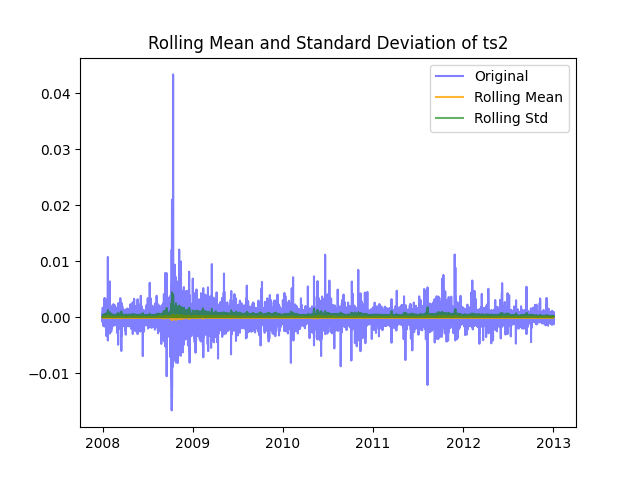 Rolling Mean and Standard Deviation of ts2
Original
Rolling Mean
Rolling Std
0.04
0.03
0.02
0.01
0.00
−0.01
2008 2009 2010 2011 2012 2013